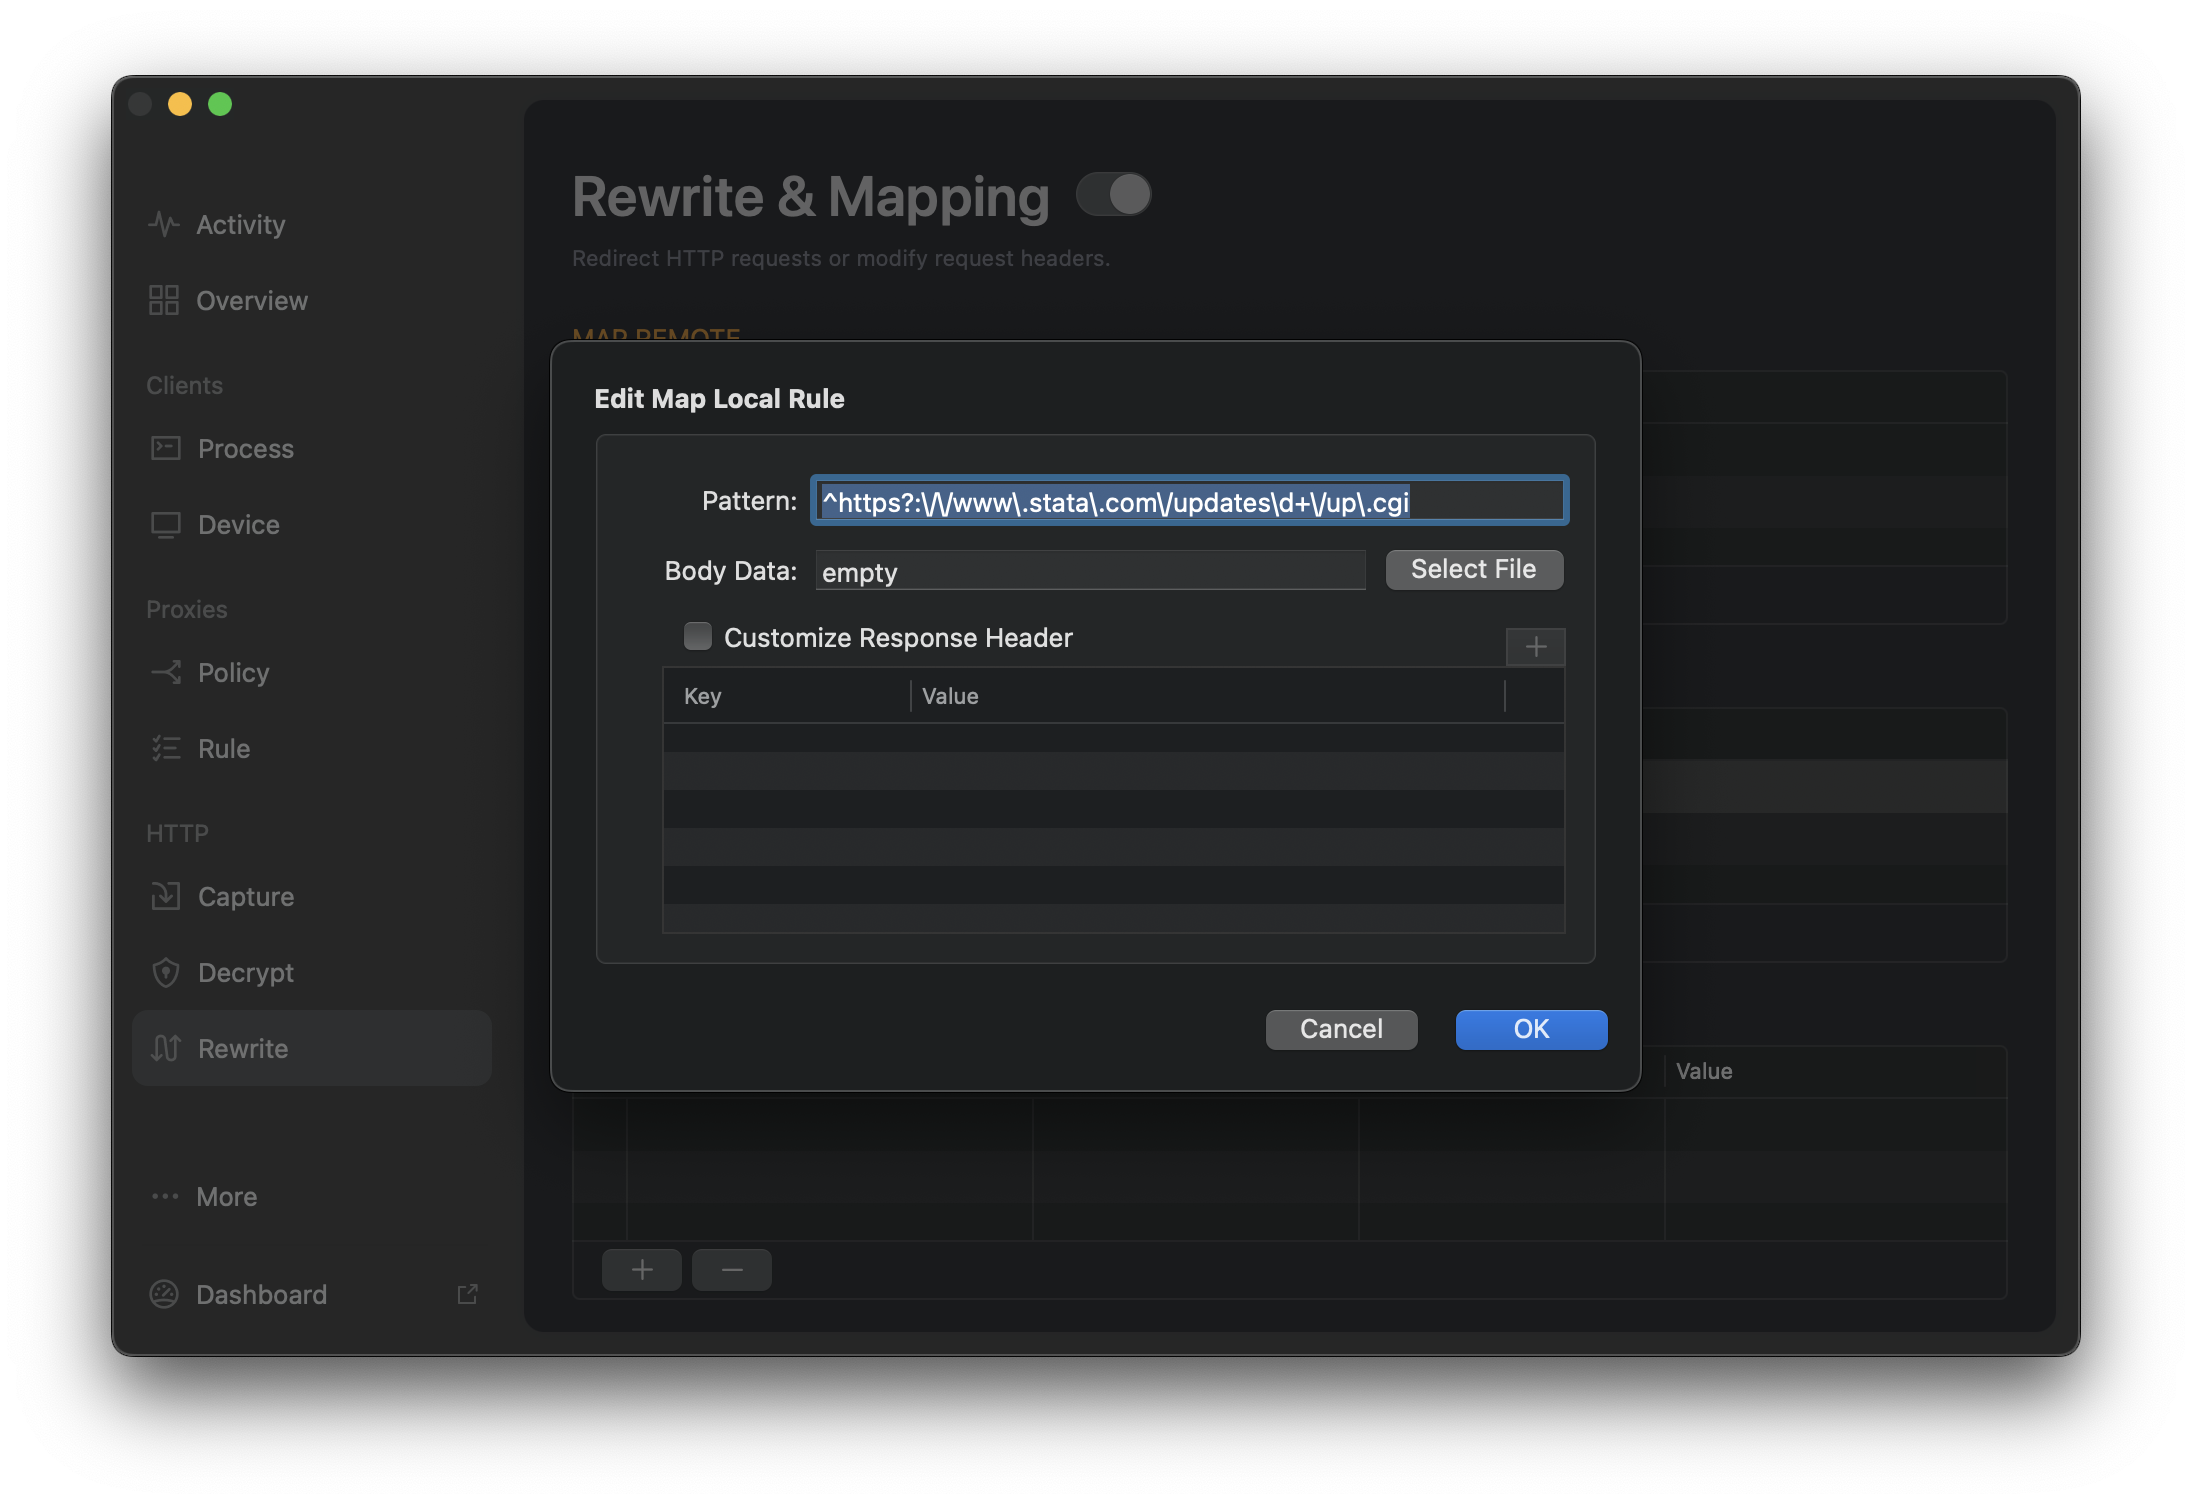 Activity
Overview
Clients
Process
Device
Proxies
Policy
Rule
HTTP
Capture
Decrypt
Rewrite
More
Dashboard
Rewrite & Mapping
Redirect HTTP requests or modify request headers.
MAP REMOTE
Edit Map Local Rule
Pattern: ^https?:\/\/www\.stata\.com\/updates\d+\/up\.cgi
Body Data: empty Select File
Customize Response Header
Key Value
Cancel OK
Value